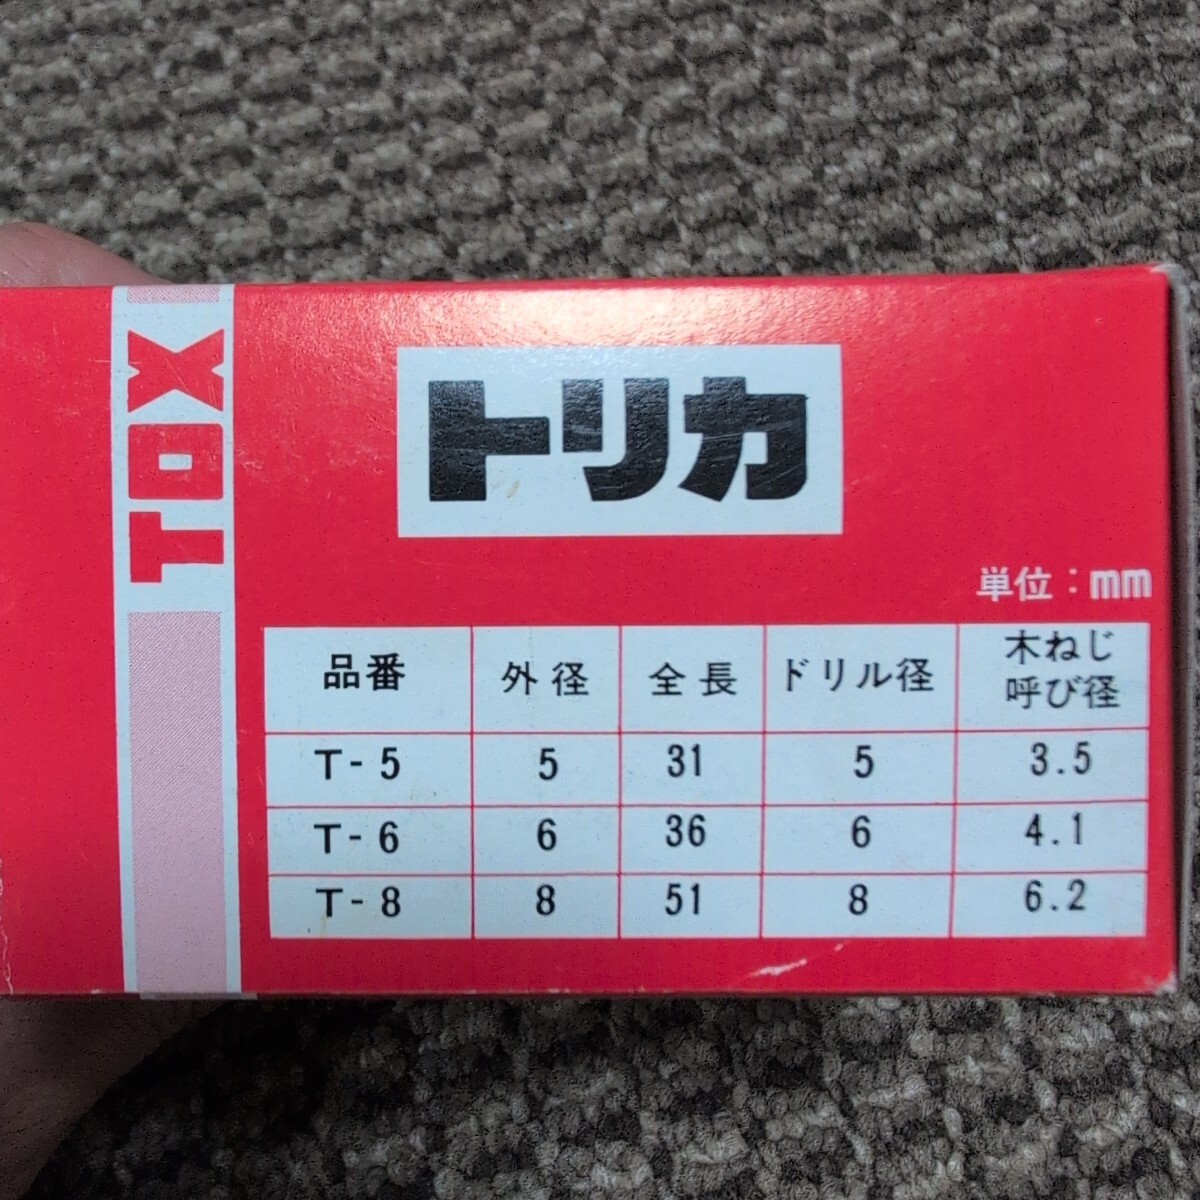 TOX
トリカ
単位:mm
品番 外径 全長 ドリル径 木ねじ呼び径
T-5 5 31 5 3.5
T-6 6 36 6 4.1
T-8 8 51 8 6.2